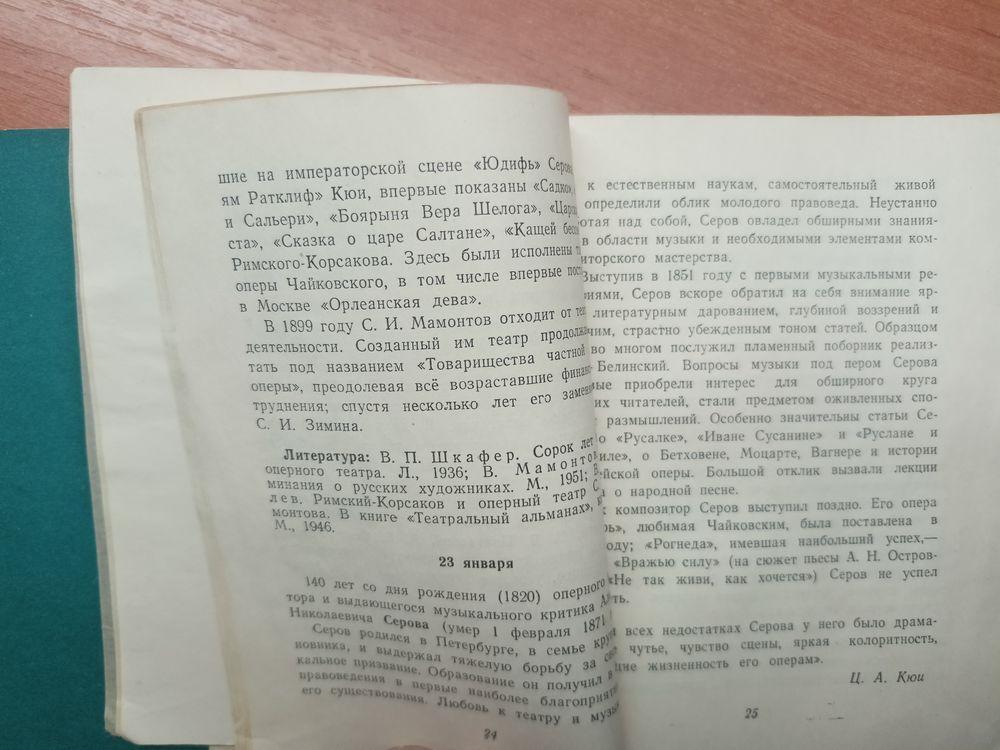 шие на императорской сцене «Юдифь»
ям Ратклиф» Кюи, впервые показаны «Садко»,
и Сальери», «Боярыня Вера Шелога»,
ста», «Сказка о царе Салтане», «Кащей
Римского-Корсакова. Здесь были исполнены
оперы Чайковского, в том числе впервые
в Москве «Орлеанская дева».
В 1899 году С. И. Мамонтов отходит от
деятельности. Созданный им театр
тать под названием «Товарищества частной
оперы», преодолевая всё возраставшие
труднения; спустя несколько лет его
С. И. Зимина.
Литература: В. П. Шкафер. Сорок лет
оперного театра. Л., 1936; В. Мамонтов.
минания о русских художниках. М., 1951;
лев. Римский-Корсаков и оперный театр С.
монтова. В книге «Театральный альманах»,
М., 1946.
23 января
140 лет со дня рождения (1820) оперного
тора и выдающегося музыкального критика
Николаевича Серова (умер 1 февраля 1871
Серов родился в Петербурге, в семье
новника, и выдержал тяжелую борьбу за
кальное призвание. Образование он получил в
правоведения в первые наиболее
его существования. Любовь к театру и
24
к естественным наукам, самостоятельный живой
определили облик молодого правоведа. Неустанно
отая над собой, Серов овладел обширными знания-
в области музыки и необходимыми элементами ком-
иторского мастерства.
Выступив в 1851 году с первыми музыкальными ре-
иями, Серов вскоре обратил на себя внимание яр-
литературным дарованием, глубиной воззрений и
чим, страстно убежденным тоном статей. Образцом
во многом послужил пламенный поборник реализ-
Белинский. Вопросы музыки под пером Серова
вые приобрели интерес для обширного круга
их читателей, стали предметом оживленных спо-
размышлений. Особенно значительны статьи Се-
о «Русалке», «Иване Сусанине» и «Руслане и
иле», о Бетховене, Моцарте, Вагнере и истории
йской оперы. Большой отклик вызвали лекции
о народной песне.
композитор Серов выступил поздно. Его опера
рь», любимая Чайковским, была поставлена в
оду; «Рогнеда», имевшая наибольший успех,—
«Вражью силу» (на сюжет пьесы А. Н. Остров-
«Не так живи, как хочется») Серов не успел
ть.
всех недостатках Серова у него было драма-
чутье, чувство сцены, яркая колоритность,
щие жизненность его операм».
Ц. А. Кюи
25